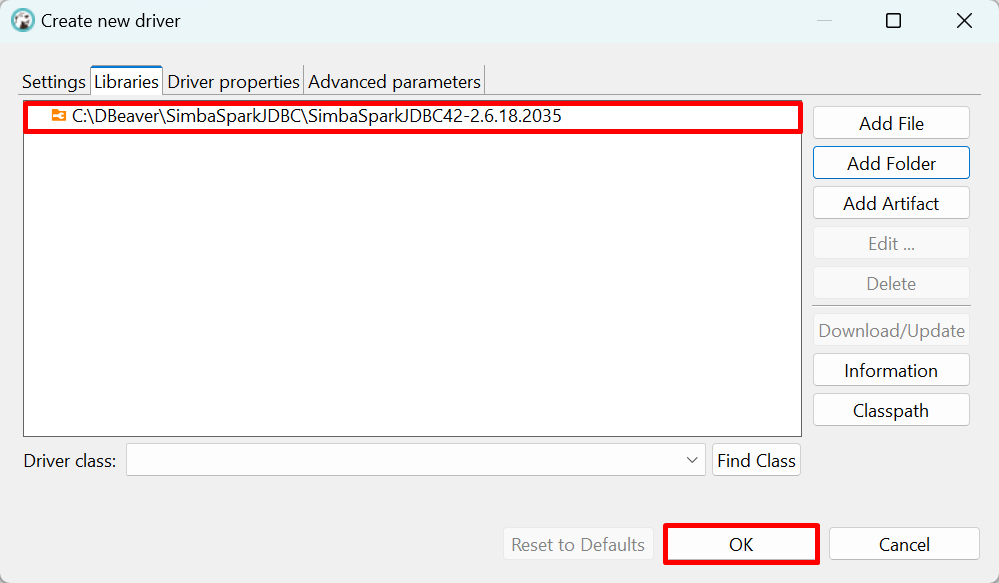 Create new driver
Settings Libraries Driver properties Advanced parameters
C:\DBeaver\SimbaSparkJDBC\SimbaSparkJDBC42-2.6.18.2035
Add File
Add Folder
Add Artifact
Edit ...
Delete
Download/Update
Information
Classpath
Driver class: Find Class
Reset to Defaults OK Cancel